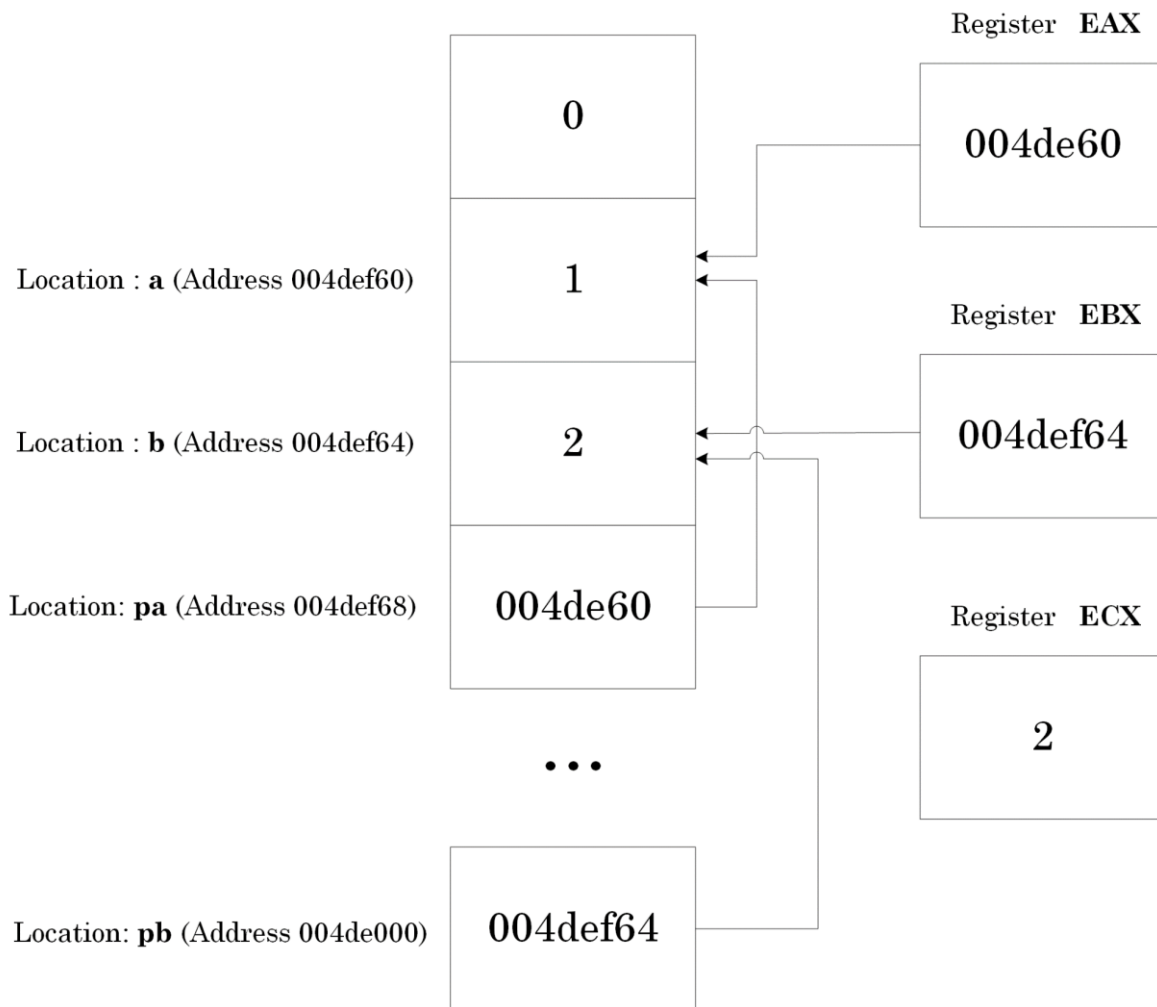 Register EAX
0
004de60
Location : a (Address 004def60)
1
Register EBX
Location : b (Address 004def64)
2
004def64
Location: pa (Address 004def68)
004de60
Register ECX
2
...
Location: pb (Address 004de000)
004def64